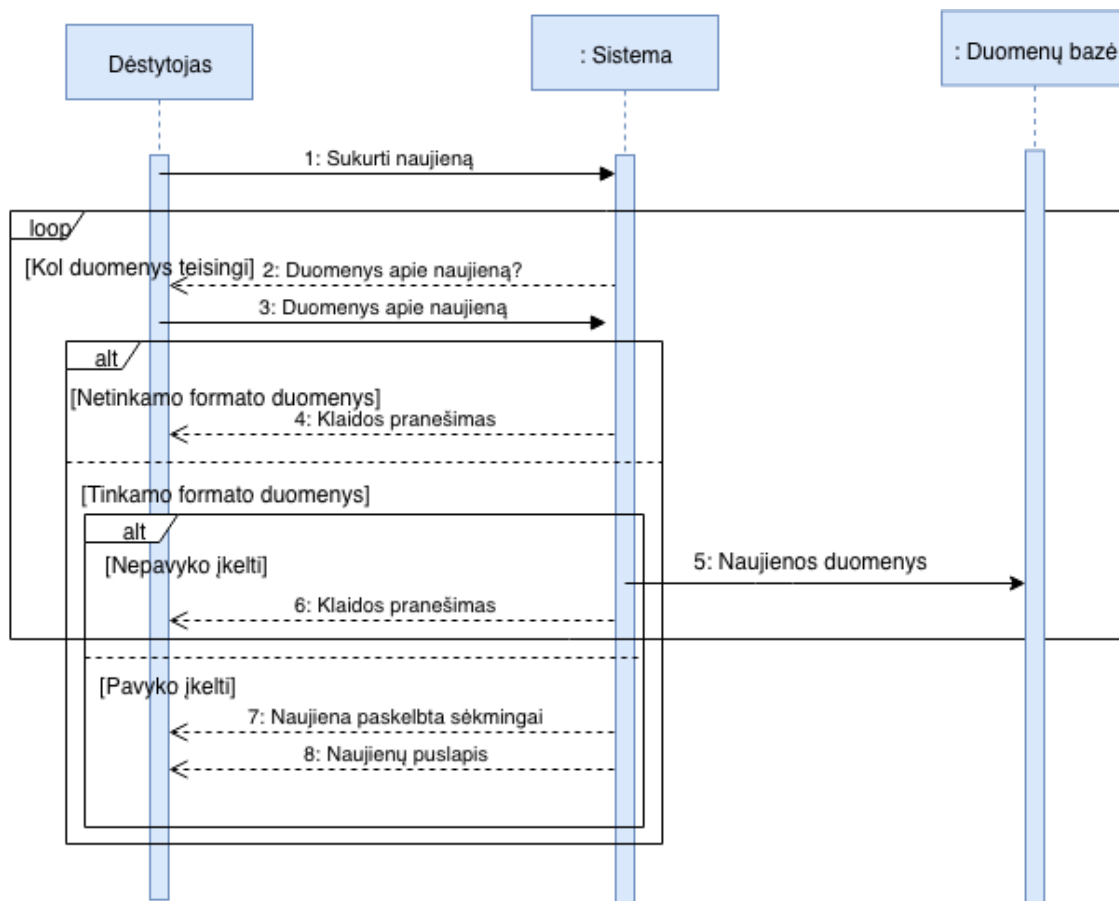 Dėstytojas
: Sistema
: Duomenų bazė
1: Sukurti naujieną
loop
[Kol duomenys teisingi]
2: Duomenys apie naujieną?
3: Duomenys apie naujieną
alt
[Netinkamo formato duomenys]
4: Klaidos pranešimas
[Tinkamo formato duomenys]
alt
[Nepavyko įkelti]
5: Naujienos duomenys
6: Klaidos pranešimas
[Pavyko įkelti]
7: Naujiena paskelbta sėkmingai
8: Naujienų puslapis